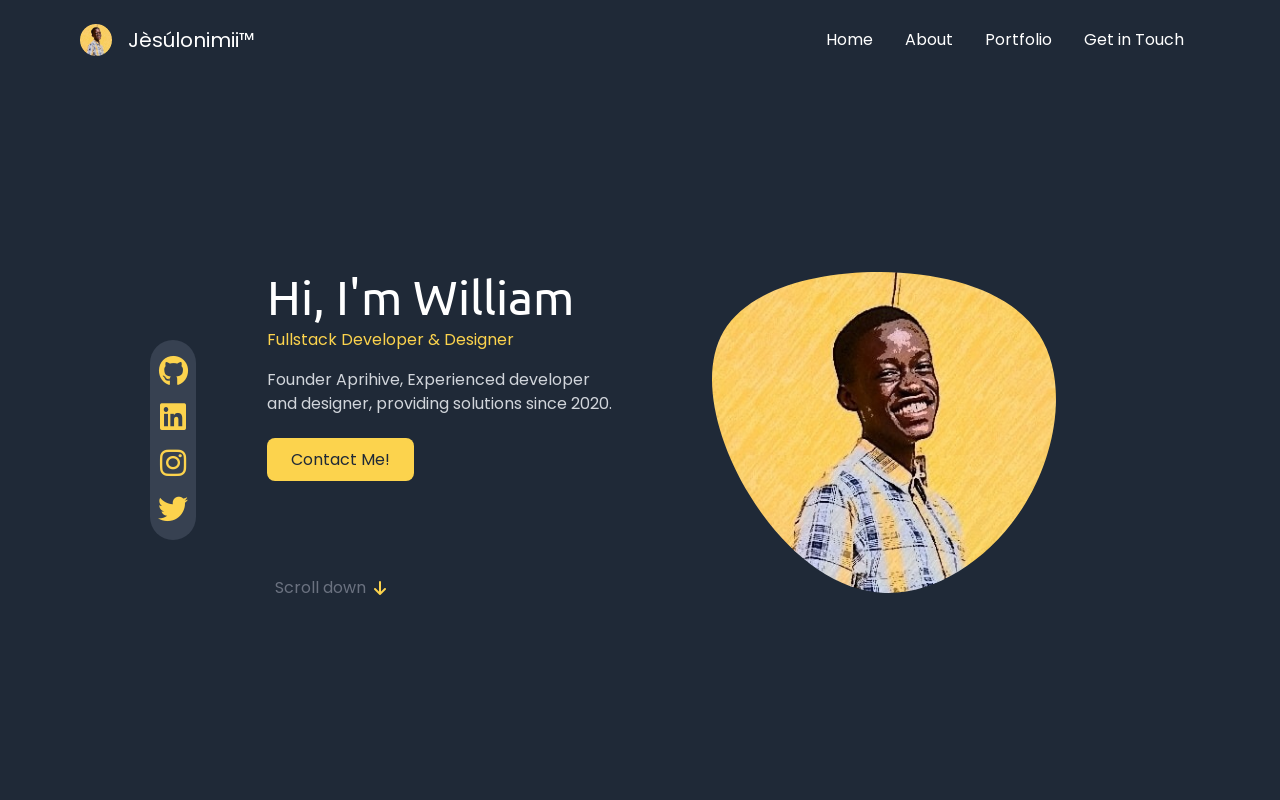 Jèsúlonimii™
Home
About
Portfolio
Get in Touch
Hi, I'm William
Fullstack Developer & Designer
Founder Aprihive, Experienced developer
and designer, providing solutions since 2020.
Contact Me!
Scroll down